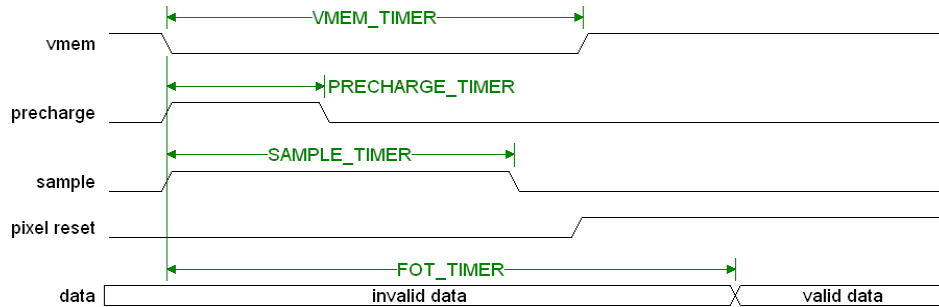 VMEM_TIMER
vmem
PRECHARGE_TIMER
precharge
SAMPLE_TIMER
sample
pixel reset
FOT_TIMER
data invalid data valid data